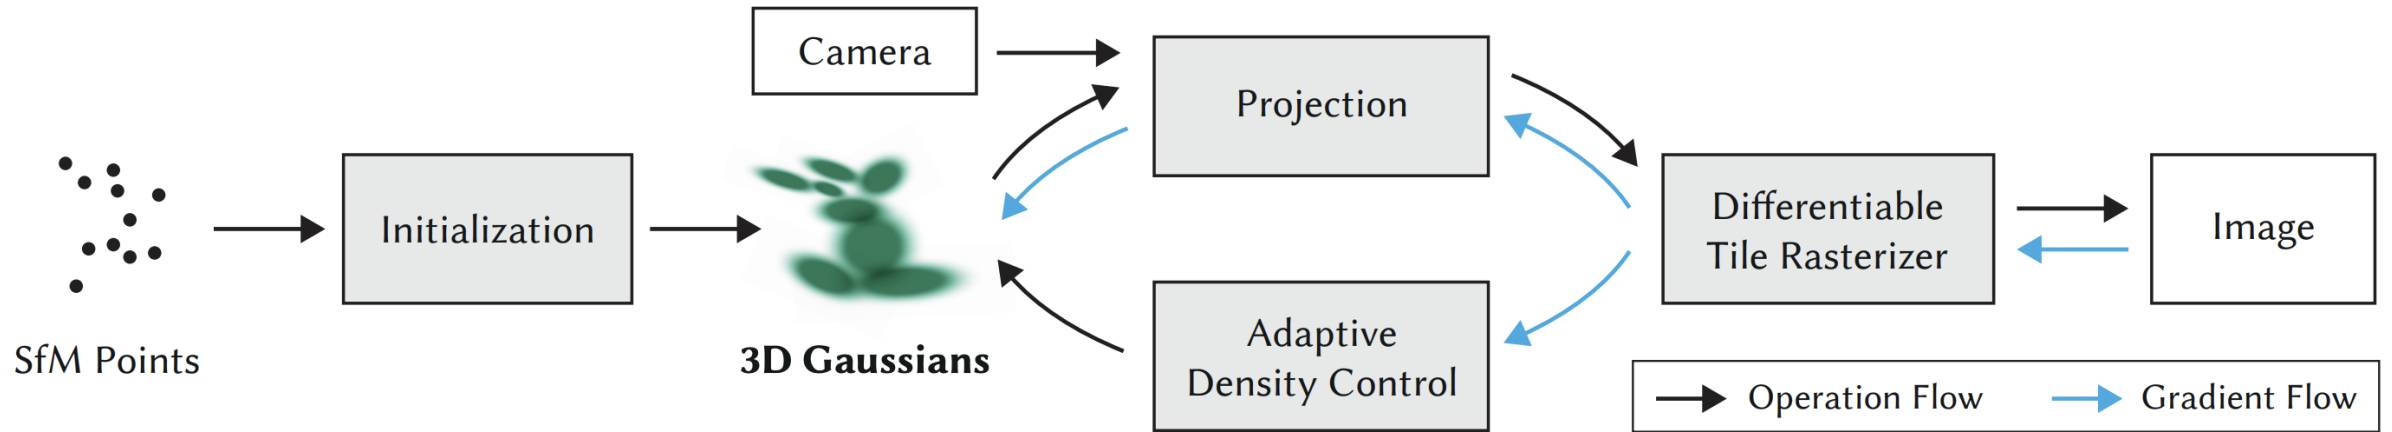 SfM Points
Initialization
3D Gaussians
Camera
Projection
Adaptive
Density Control
Differentiable
Tile Rasterizer
Image
Operation Flow
Gradient Flow